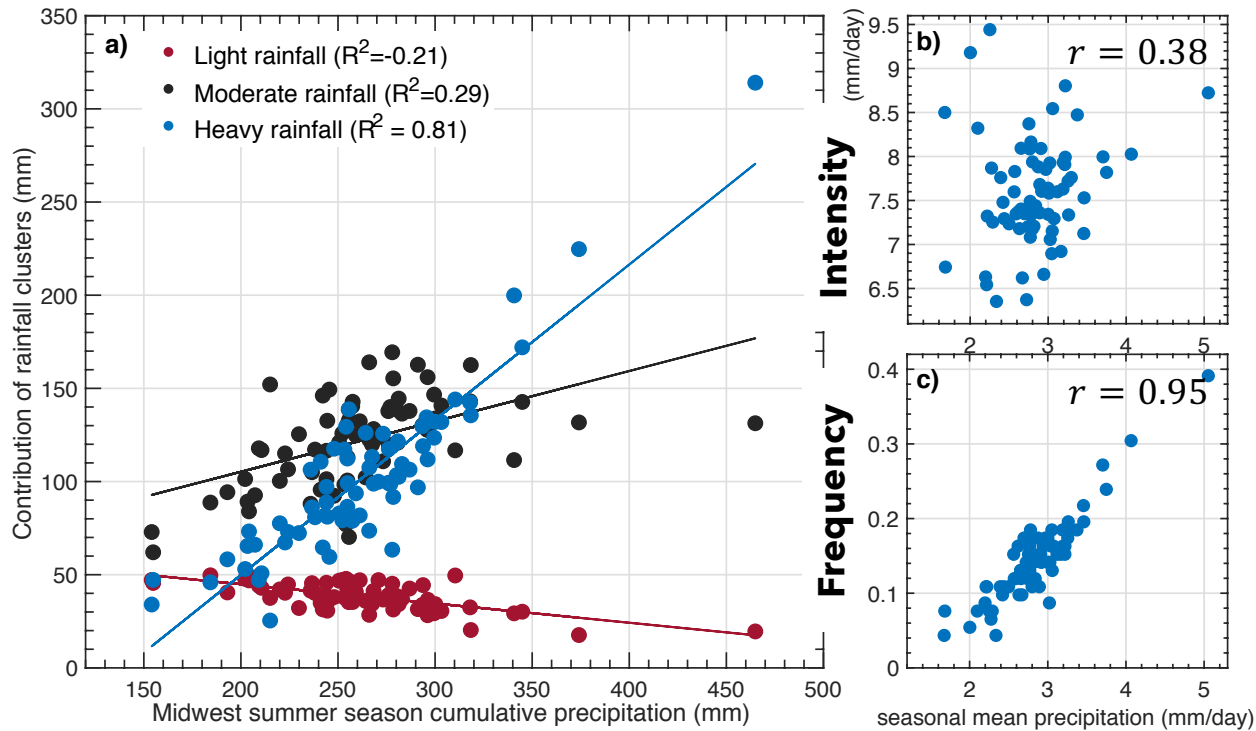 a)
Light rainfall (R²=-0.21)
Moderate rainfall (R²=0.29)
Heavy rainfall (R² = 0.81)
Contribution of rainfall clusters (mm)
350
300
250
200
150
100
50
0
150 200 250 300 350 400 450 500
Midwest summer season cumulative precipitation (mm)
b)
r = 0.38
(mm/day)
Intensity
9.5
9
8.5
8
7.5
7
6.5
2 3 4 5
c)
r = 0.95
Frequency
0.4
0.3
0.2
0.1
0
2 3 4 5
seasonal mean precipitation (mm/day)